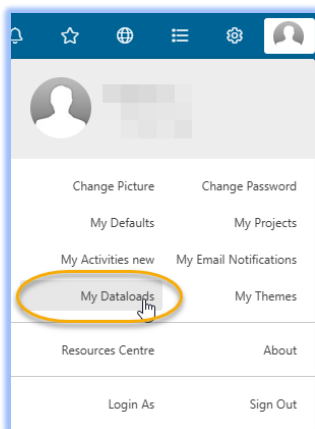 Change Picture Change Password
My Defaults My Projects
My Activities new My Email Notifications
My Dataloads My Themes
Resources Centre About
Login As Sign Out